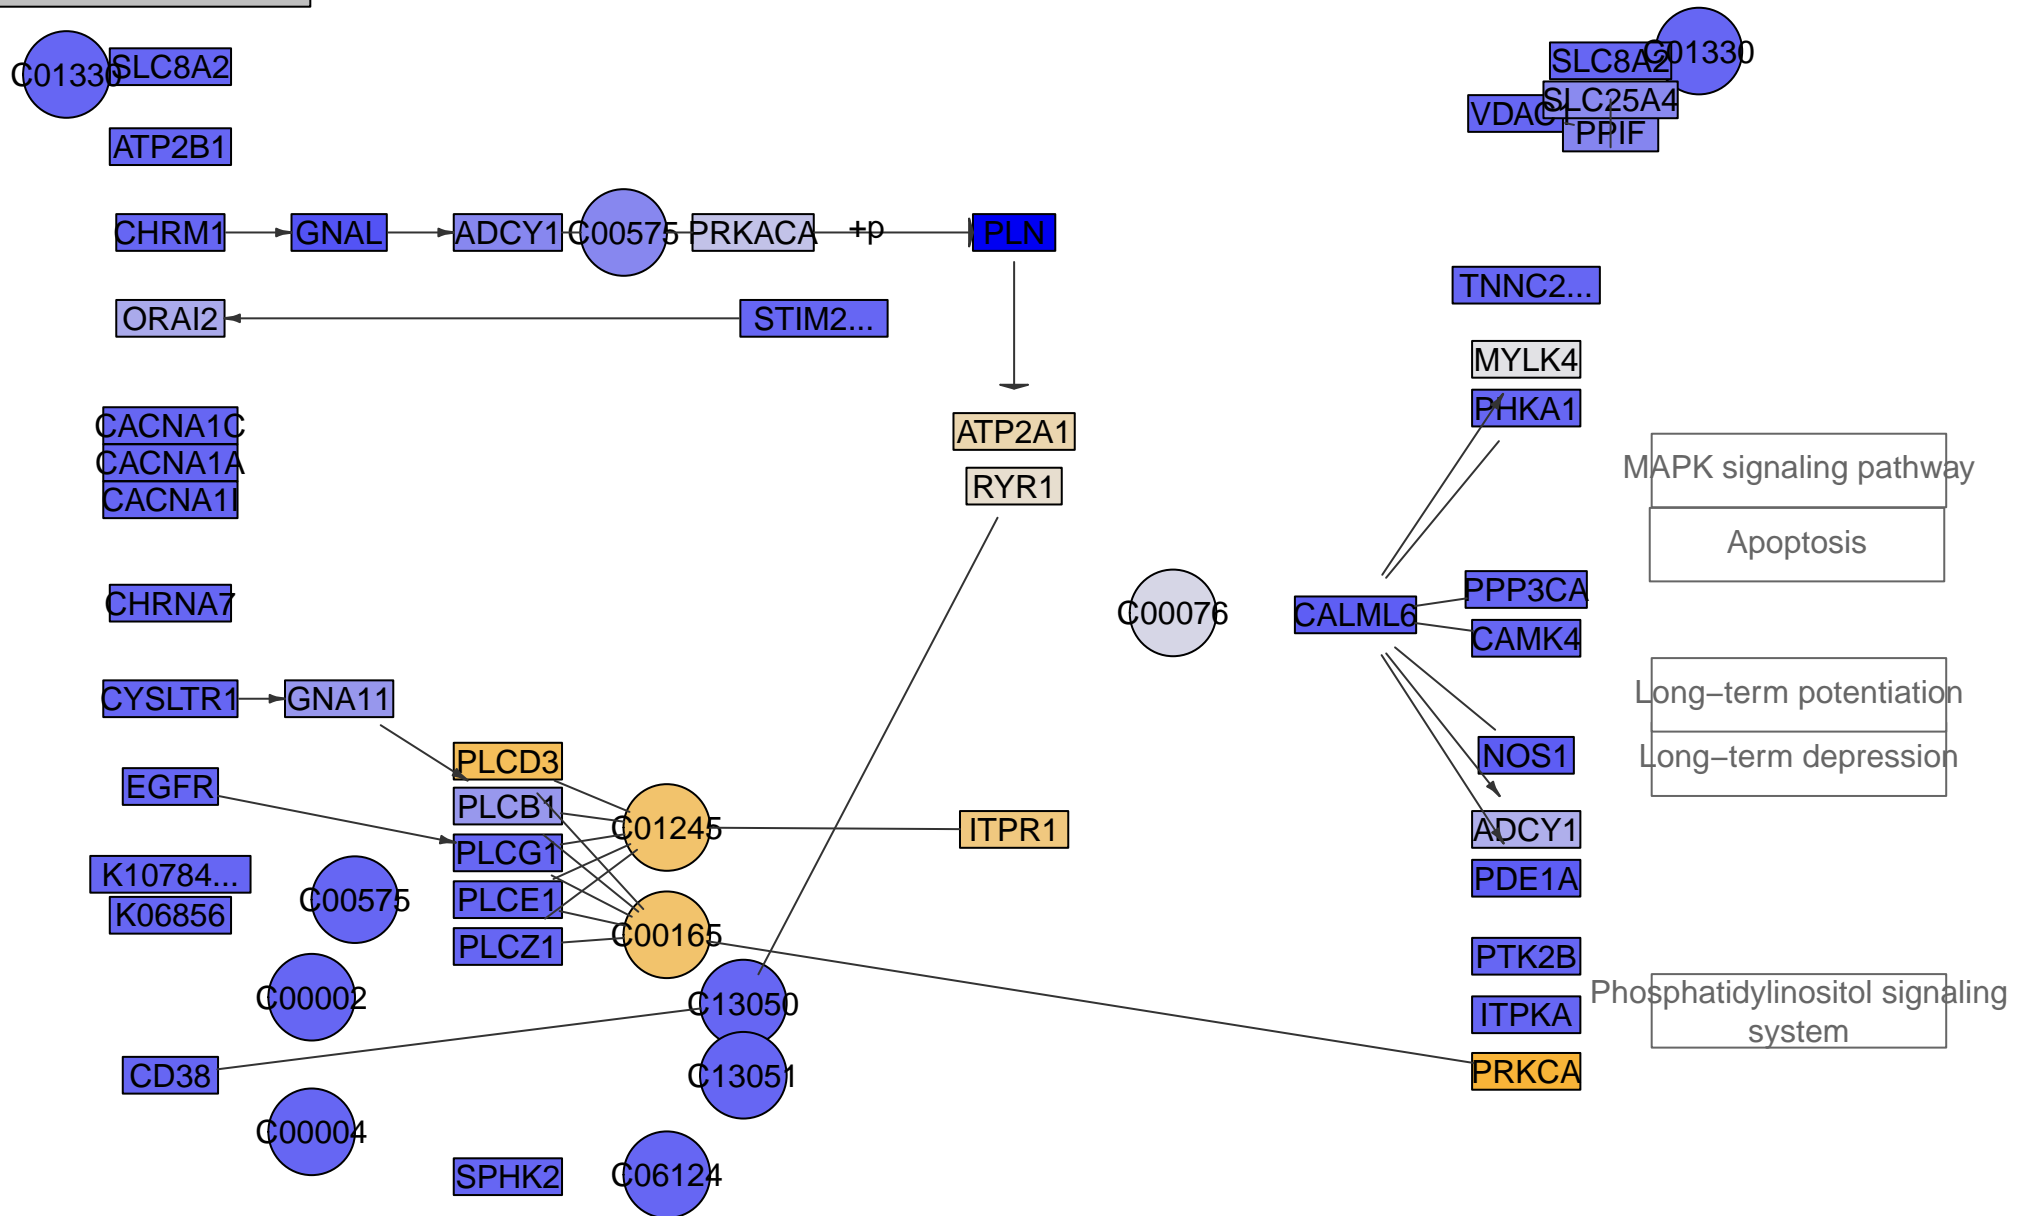 C01330
SLC8A2
SLC8A2
C01330
SLC25A4
VDAC1
PPIF
ATP2B1
CHRM1
GNAL
ADCY1
C00575
PRKACA
+p
PLN
TNNC2...
ORAI2
STIM2...
MYLK4
PHKA1
CACNA1C
ATP2A1
CACNA1A
MAPK signaling pathway
RYR1
CACNA1I
Apoptosis
CHRNA7
C00076
CALML6
PPP3CA
CAMK4
CYSLTR1
GNA11
Long−term potentiation
PLCD3
NOS1
Long−term depression
EGFR
PLCB1
C01245
ITPR1
ADCY1
PLCG1
K10784...
PDE1A
C00575
PLCE1
K06856
C00165
PLCZ1
PTK2B
C00002
C13050
ITPKA
Phosphatidylinositol signaling
system
CD38
C13051
PRKCA
C00004
SPHK2
C06124